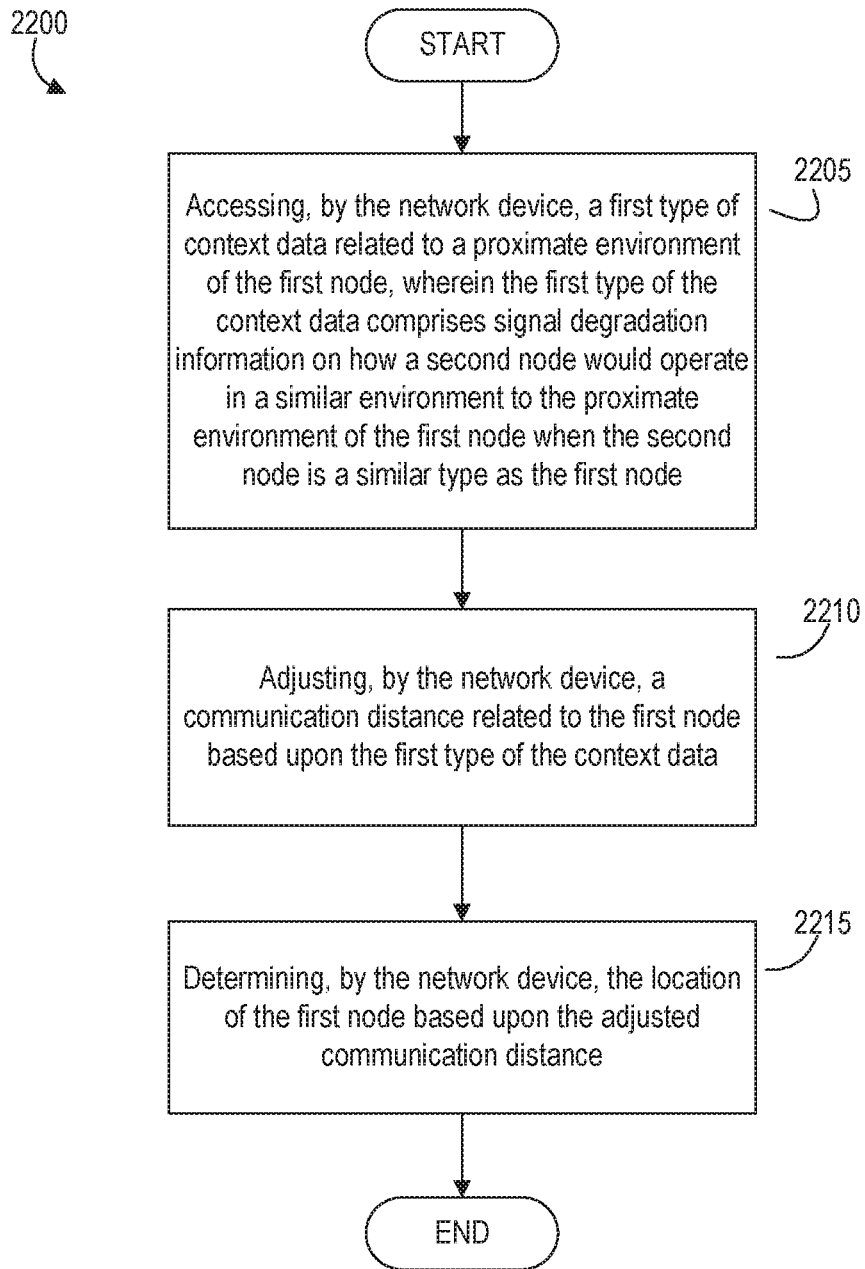 2200
START
2205
Accessing, by the network device, a first type of
context data related to a proximate environment
of the first node, wherein the first type of the
context data comprises signal degradation
information on how a second node would operate
in a similar environment to the proximate
environment of the first node when the second
node is a similar type as the first node
2210
Adjusting, by the network device, a
communication distance related to the first node
based upon the first type of the context data
2215
Determining, by the network device, the location
of the first node based upon the adjusted
communication distance
END